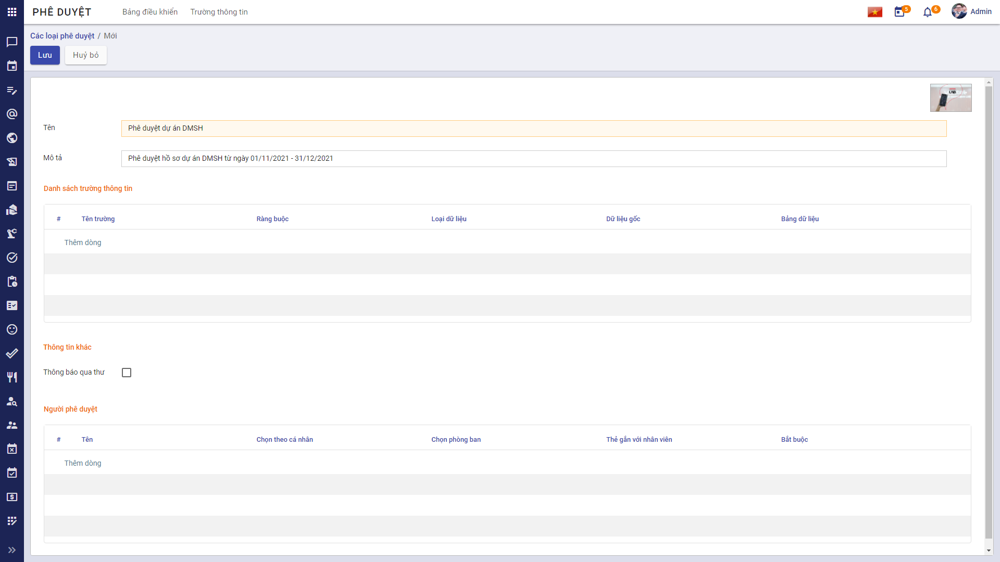 PHÊ DUYỆT
Bảng điều khiển
Trường thông tin
5
6
Admin
Các loại phê duyệt / Mới
Lưu
Huỷ bỏ
LAB
Tên
Phê duyệt dự án DMSH
Mô tả
Phê duyệt hồ sơ dự án DMSH từ ngày 01/11/2021 - 31/12/2021
Danh sách trường thông tin
# Tên trường Ràng buộc Loại dữ liệu Dữ liệu gốc Bảng dữ liệu
Thêm dòng
Thông tin khác
Thông báo qua thư
Người phê duyệt
# Tên Chọn theo cá nhân Chọn phòng ban Thẻ gắn với nhân viên Bắt buộc
Thêm dòng